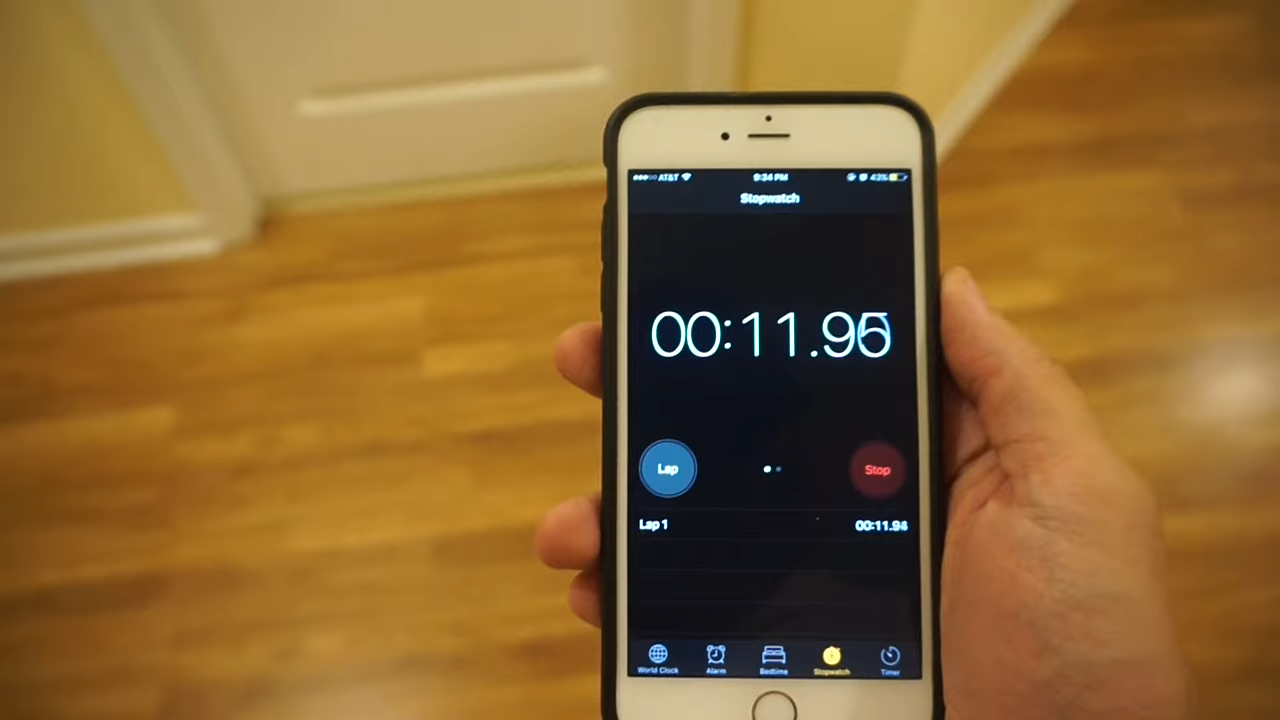 AT&T 9:34 PM 43%
Stopwatch
00:11.95
Lap Stop
Lap 1 00:11.94
World Clock Alarm Bedtime Stopwatch Timer